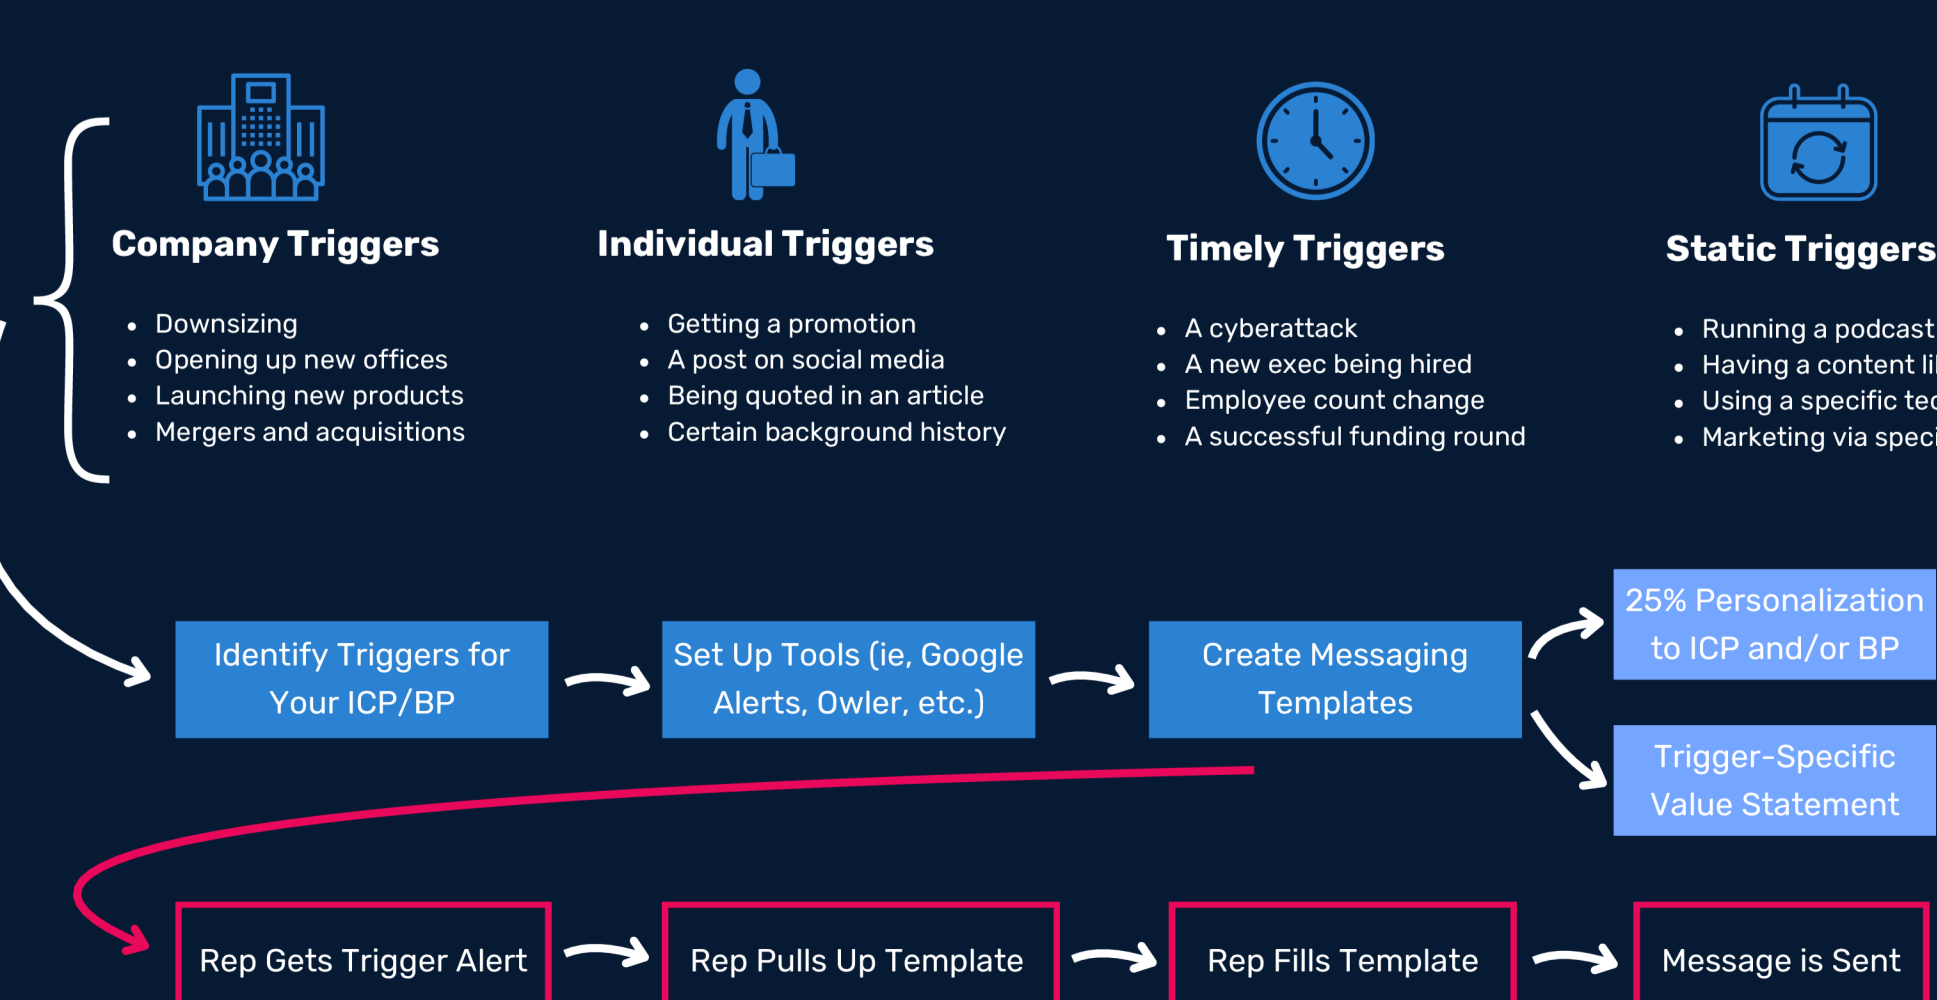 Company Triggers
• Downsizing
• Opening up new offices
• Launching new products
• Mergers and acquisitions
Individual Triggers
• Getting a promotion
• A post on social media
• Being quoted in an article
• Certain background history
Timely Triggers
• A cyberattack
• A new exec being hired
• Employee count change
• A successful funding round
Static Triggers
• Running a podcast
• Having a content
• Using a specific
• Marketing via
Identify Triggers for
Your ICP/BP
Set Up Tools (ie, Google
Alerts, Owler, etc.)
Create Messaging
Templates
25% Personalization
to ICP and/or BP
Trigger-Specific
Value Statement
Rep Gets Trigger Alert
Rep Pulls Up Template
Rep Fills Template
Message is Sent